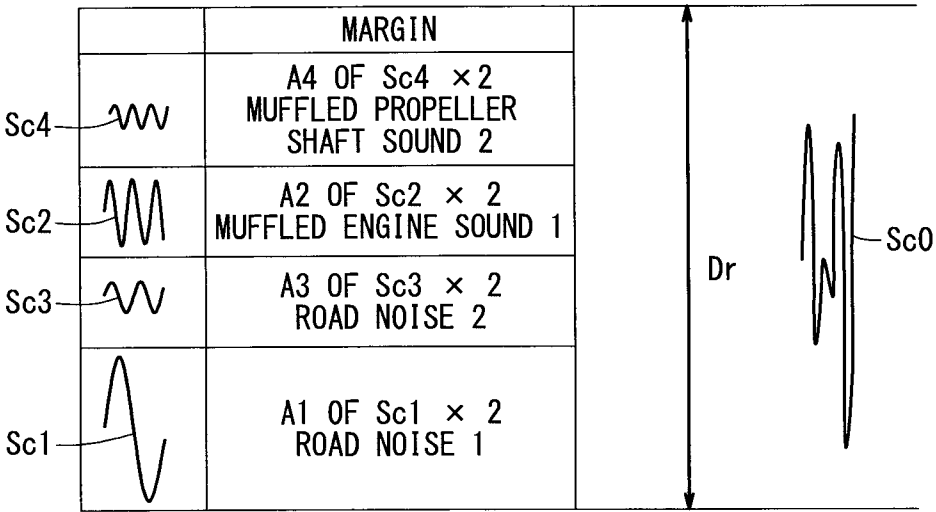 MARGIN
Sc4
A4 OF Sc4 ×2
MUFFLED PROPELLER
SHAFT SOUND 2
Sc2
A2 OF Sc2 × 2
MUFFLED ENGINE SOUND 1
Sc3
A3 OF Sc3 × 2
ROAD NOISE 2
Sc1
A1 OF Sc1 × 2
ROAD NOISE 1
Dr
Sc0